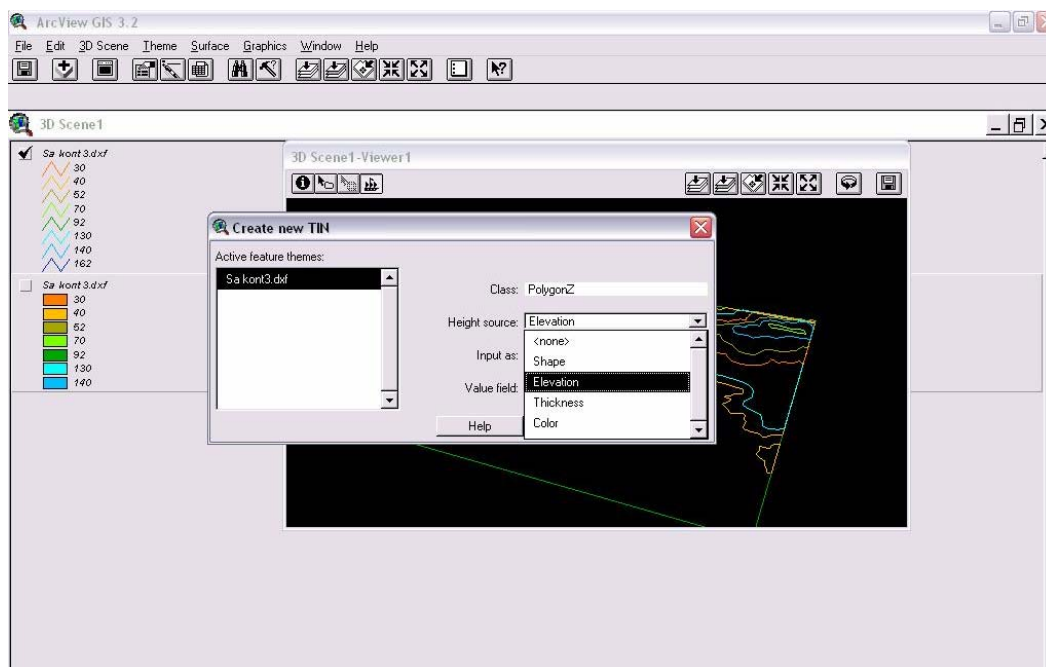 ArcView GIS 3.2
File Edit 3D Scene Theme Surface Graphics Window Help
3D Scene1
Sa kont3.dxf
30
40
52
70
92
130
140
162
Sa kont3.dxf
30
40
52
70
92
130
140
3D Scene1-Viewer1
Create new TIN
Active feature themes:
Sa kont3.dxf
Class: PolygonZ
Height source: Elevation
<none>
Input as: Shape
Value field: Elevation
Thickness
Help Color